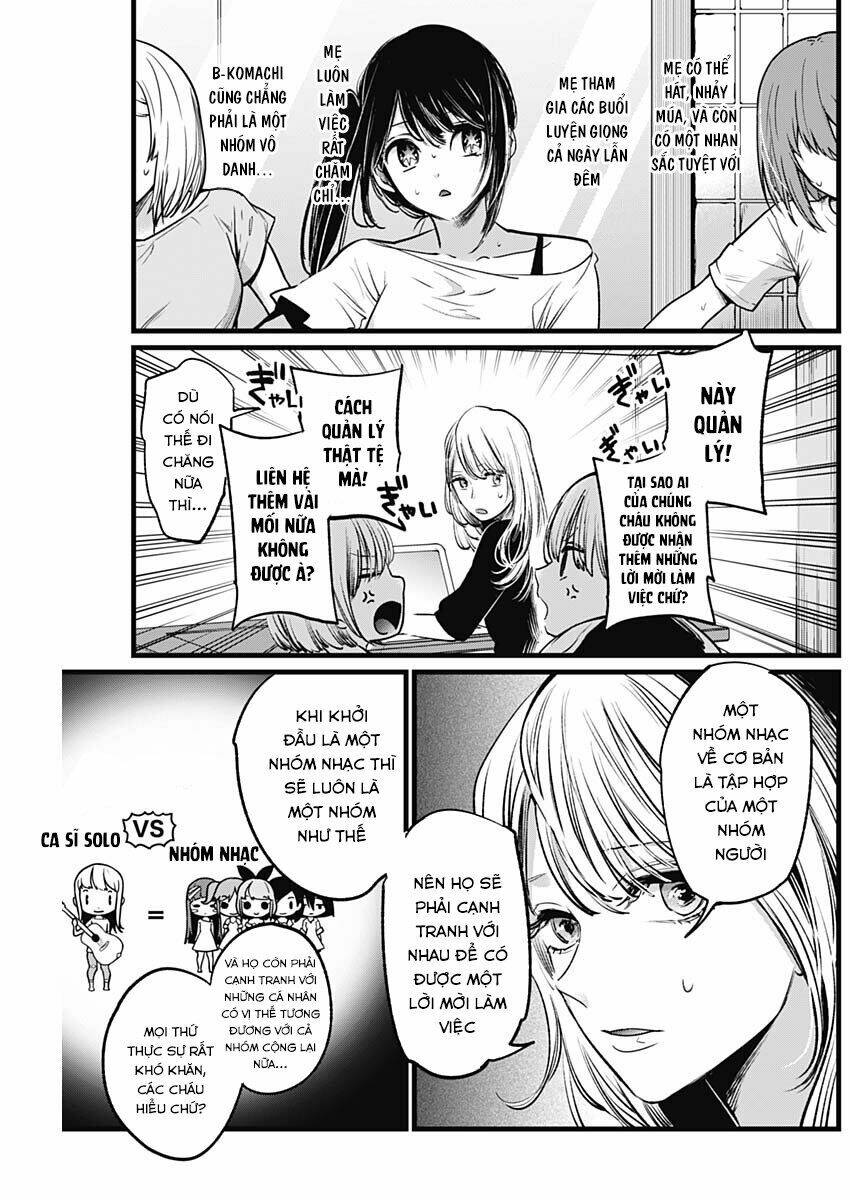 MẸ CÓ THỂ
HÁT, NHẢY
MÚA, VÀ CÒN
CÓ MỘT NHAN
SẮC TUYỆT VỜI
MẸ THAM
GIA CÁC BUỔI
LUYỆN GIỌNG
CẢ NGÀY LẪN
ĐÊM
MẸ
LUÔN
LÀM
VIỆC
RẤT
CHĂM
CHỈ...
B-KOMACHI
CŨNG CHẲNG
PHẢI LÀ MỘT
NHÓM VÔ
DANH...
NÀY
QUẢN
LÝ!
TẠI SAO AI
CỦA CHÚNG
CHÁU KHÔNG
ĐƯỢC NHẬN
THÊM NHỮNG
LỜI MỜI LÀM
VIỆC CHỨ?
ぎゃいい
CÁCH
QUẢN LÝ
THẬT TỆ
MÀ!
LIÊN HỆ
THÊM VÀI
MỐI NỮA
KHÔNG
ĐƯỢC À?
ぎゃいい
DÙ
CÓ NÓI
THẾ ĐI
CHĂNG
NỮA
THÌ...
MỘT
NHÓM NHẠC
VỀ CƠ BẢN
LÀ TẬP HỢP
CỦA MỘT
NHÓM
NGƯỜI
NÊN HỌ SẼ
PHẢI CẠNH
TRANH VỚI
NHAU ĐỂ CÓ
ĐƯỢC MỘT
LỜI MỜI LÀM
VIỆC
KHI KHỞI
ĐẦU LÀ MỘT
NHÓM NHẠC THÌ
SẼ LUÔN LÀ
MỘT NHÓM
NHƯ THẾ
CA SĨ SOLO VS NHÓM NHẠC
=
VÀ HỌ CÒN PHẢI
CẠNH TRANH VỚI
NHỮNG CÁ NHÂN
CÓ VỊ THẾ TƯƠNG
ĐƯƠNG VỚI CẢ
NHÓM CỘNG LẠI
NỮA...
MỌI THỨ
THỰC SỰ RẤT
KHÓ KHĂN,
CÁC CHÁU
HIỂU CHỨ?